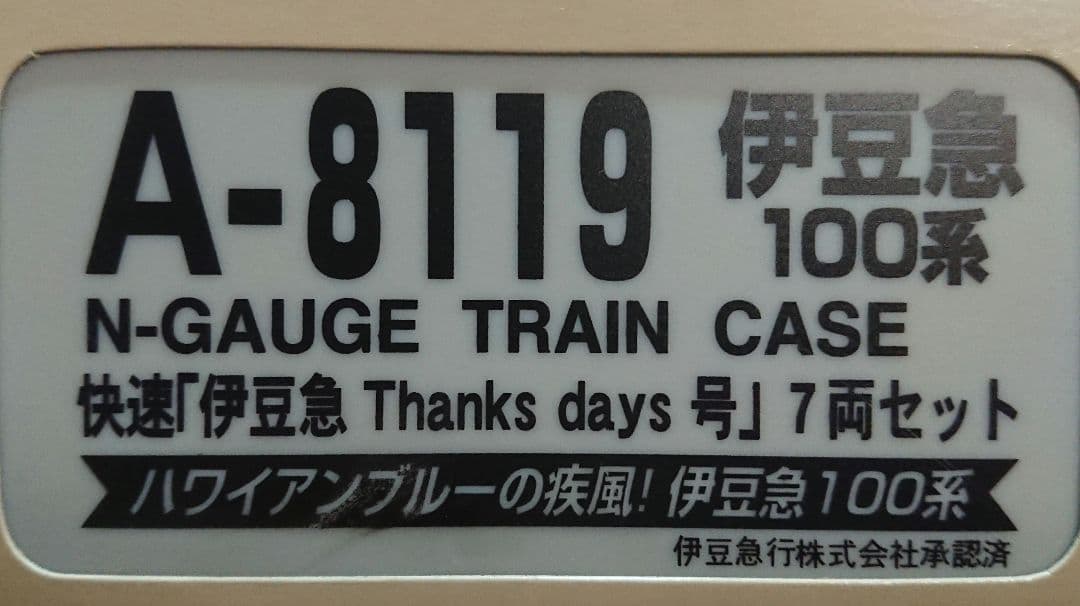 A-8119 伊豆急
100系
N-GAUGE TRAIN CASE
快速「伊豆急 Thanks days 号」7両セット
ハワイアンブルーの疾風! 伊豆急100系
伊豆急行株式会社承認済